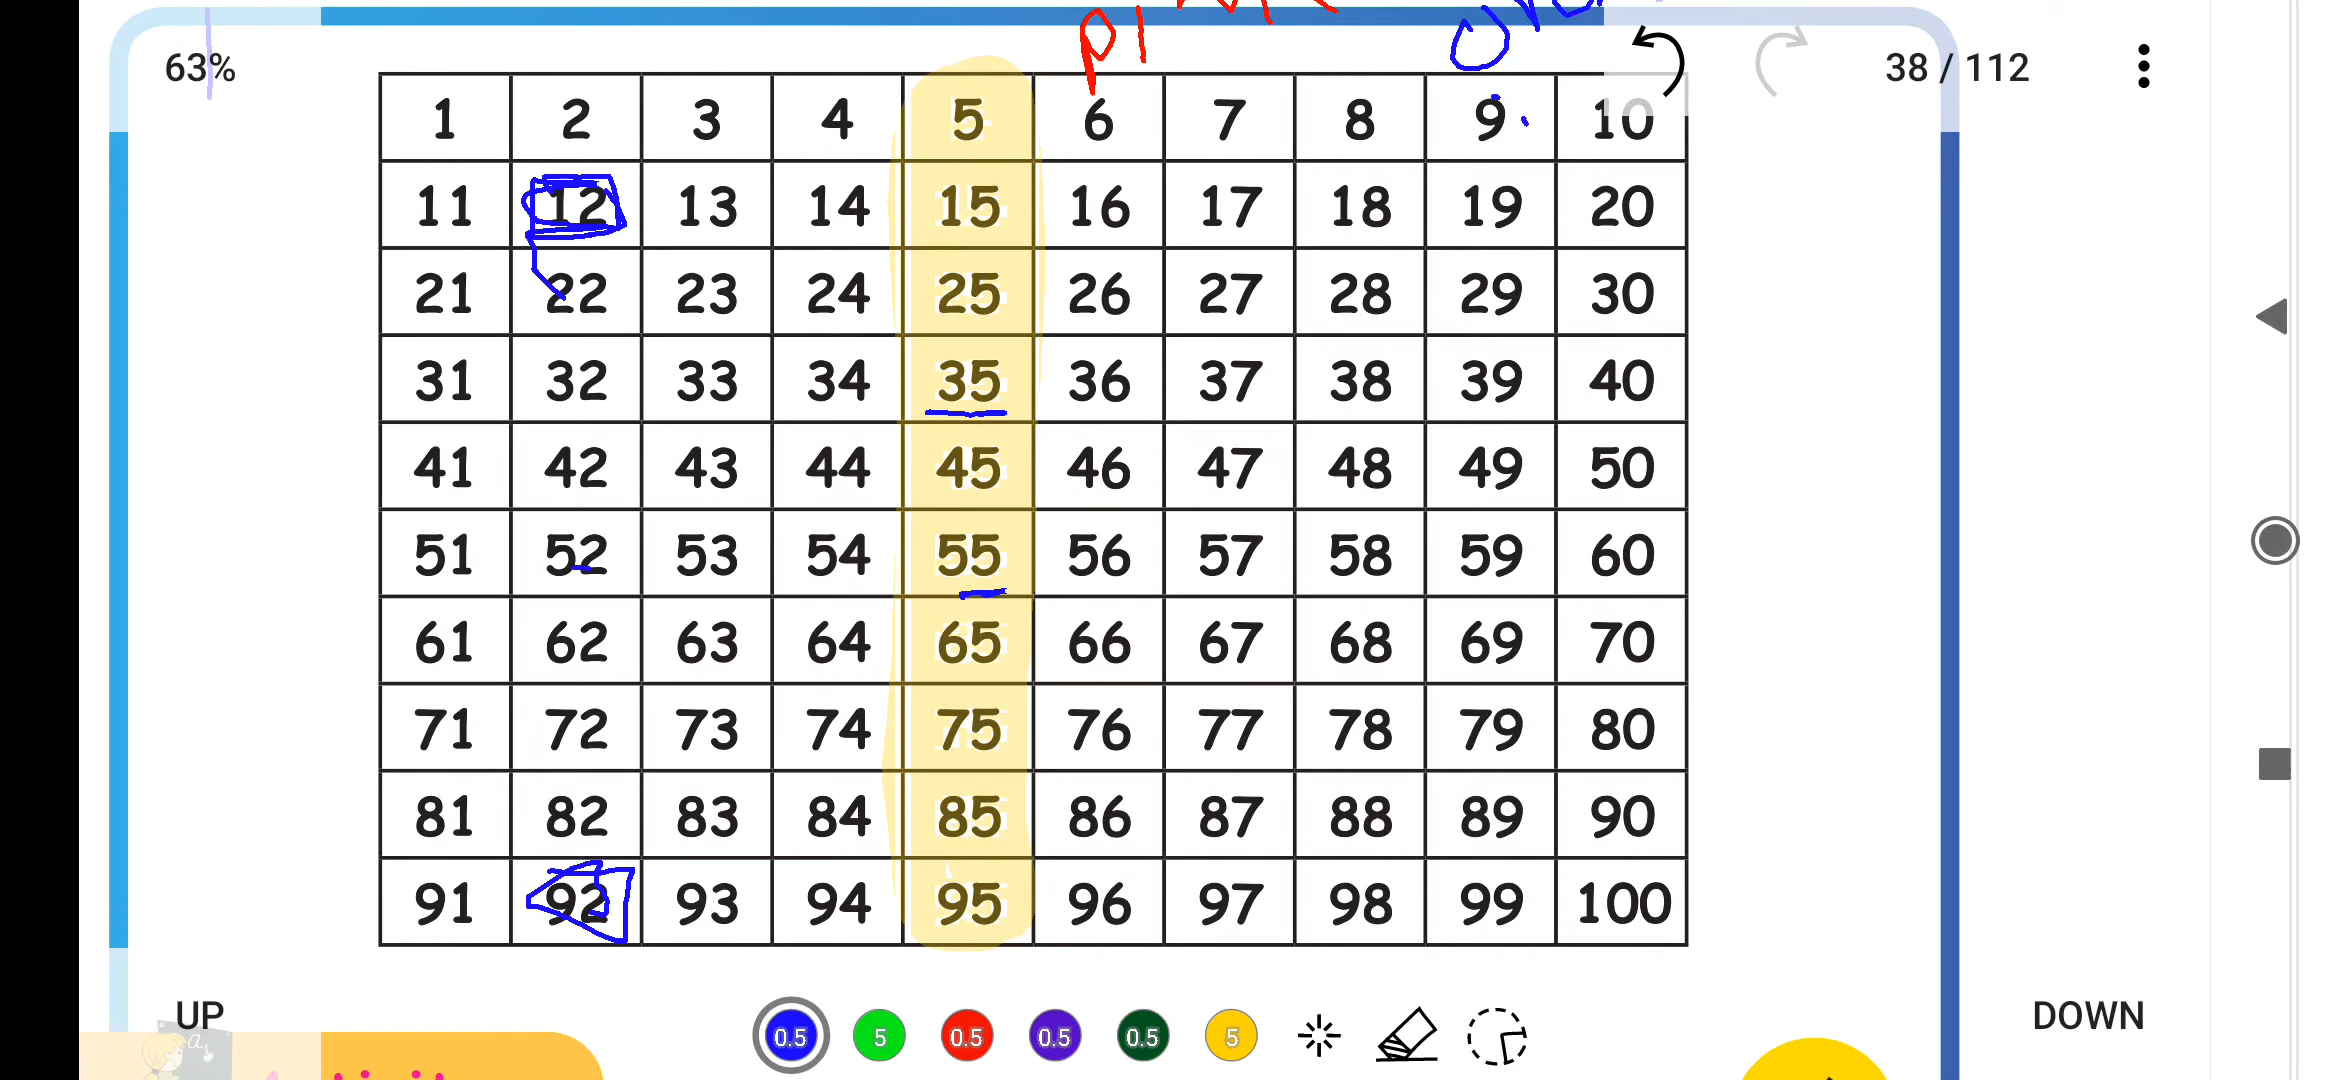 63%
38 / 112
1 2 3 4 5 6 7 8 9 10
11 12 13 14 15 16 17 18 19 20
21 22 23 24 25 26 27 28 29 30
31 32 33 34 35 36 37 38 39 40
41 42 43 44 45 46 47 48 49 50
51 52 53 54 55 56 57 58 59 60
61 62 63 64 65 66 67 68 69 70
71 72 73 74 75 76 77 78 79 80
81 82 83 84 85 86 87 88 89 90
91 92 93 94 95 96 97 98 99 100
UP
DOWN
0.5 5 0.5 0.5 0.5 5